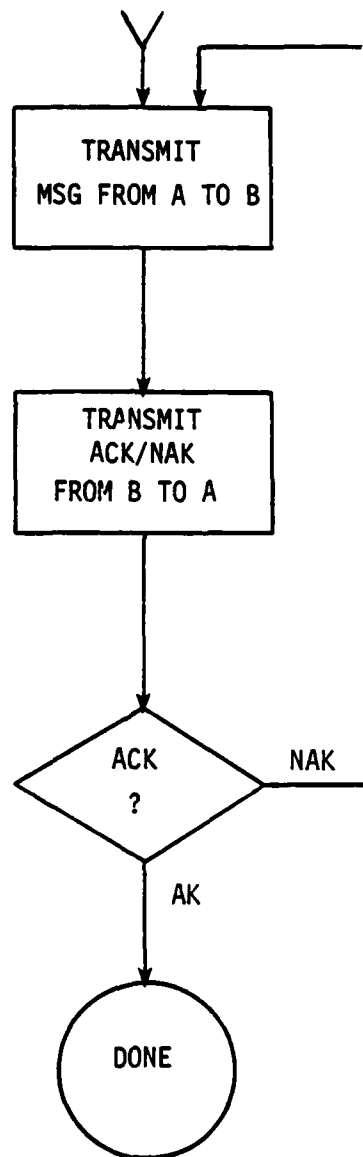 TRANSMIT
MSG FROM A TO B
TRANSMIT
ACK/NAK
FROM B TO A
ACK
?
NAK
AK
DONE